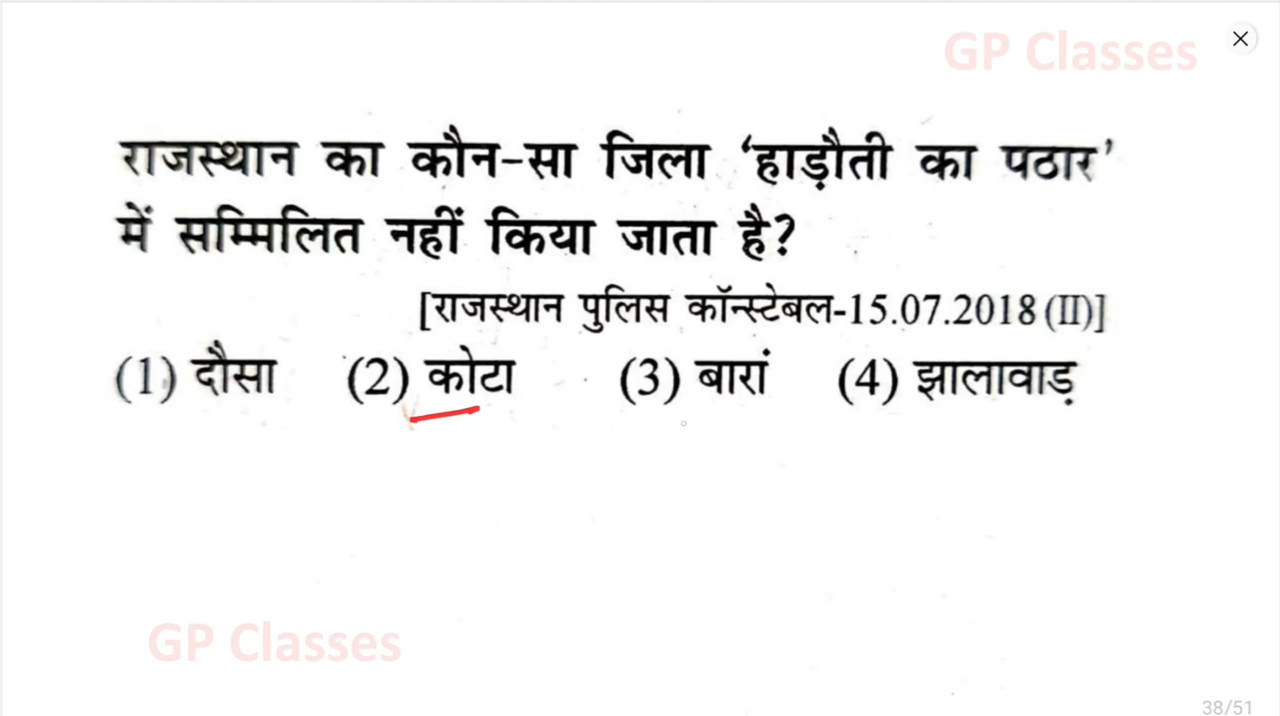 GP Classes
राजस्थान का कौन-सा जिला ‘हाड़ौती का पठार’
में सम्मिलित नहीं किया जाता है?
[राजस्थान पुलिस कॉन्स्टेबल-15.07.2018 (II)]
(1) दौसा (2) कोटा (3) बारां (4) झालावाड़
GP Classes
38/51